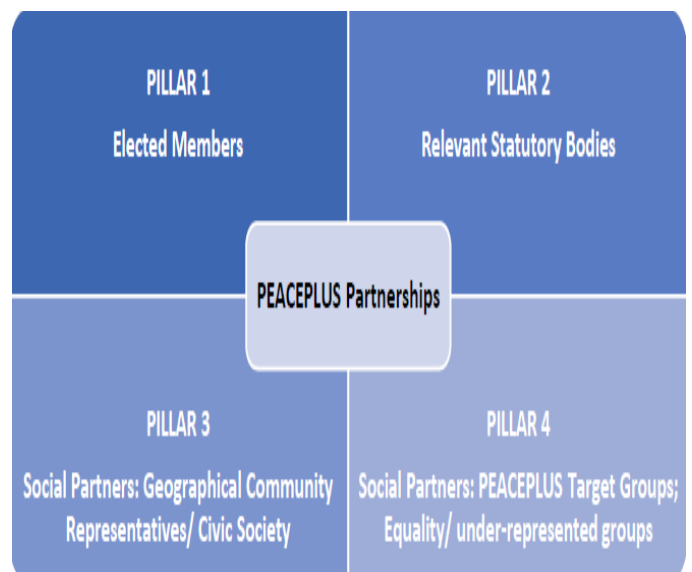 PILLAR 1
Elected Members
PILLAR 2
Relevant Statutory Bodies
PEACEPLUS Partnerships
PILLAR 3
Social Partners: Geographical Community
Representatives/ Civic Society
PILLAR 4
Social Partners: PEACEPLUS Target Groups;
Equality/ under-represented groups